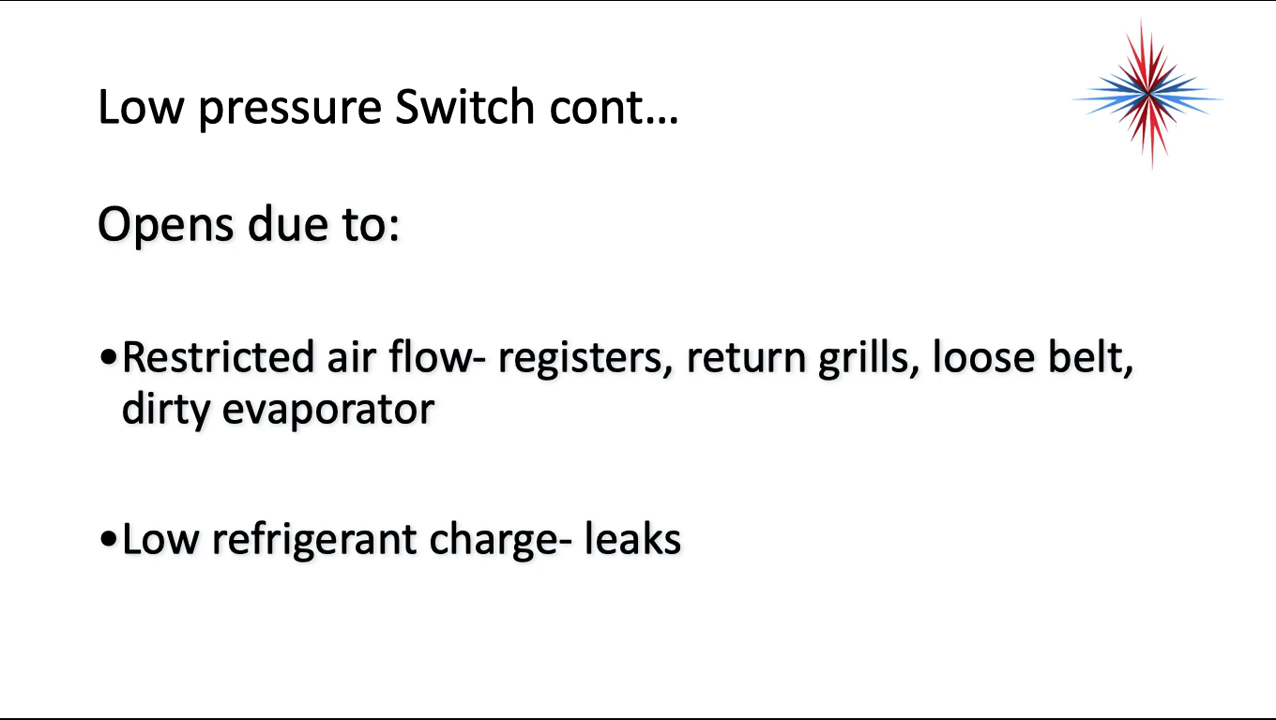 Low pressure Switch cont...
Opens due to:
•Restricted air flow- registers, return grills, loose belt,
dirty evaporator
•Low refrigerant charge- leaks